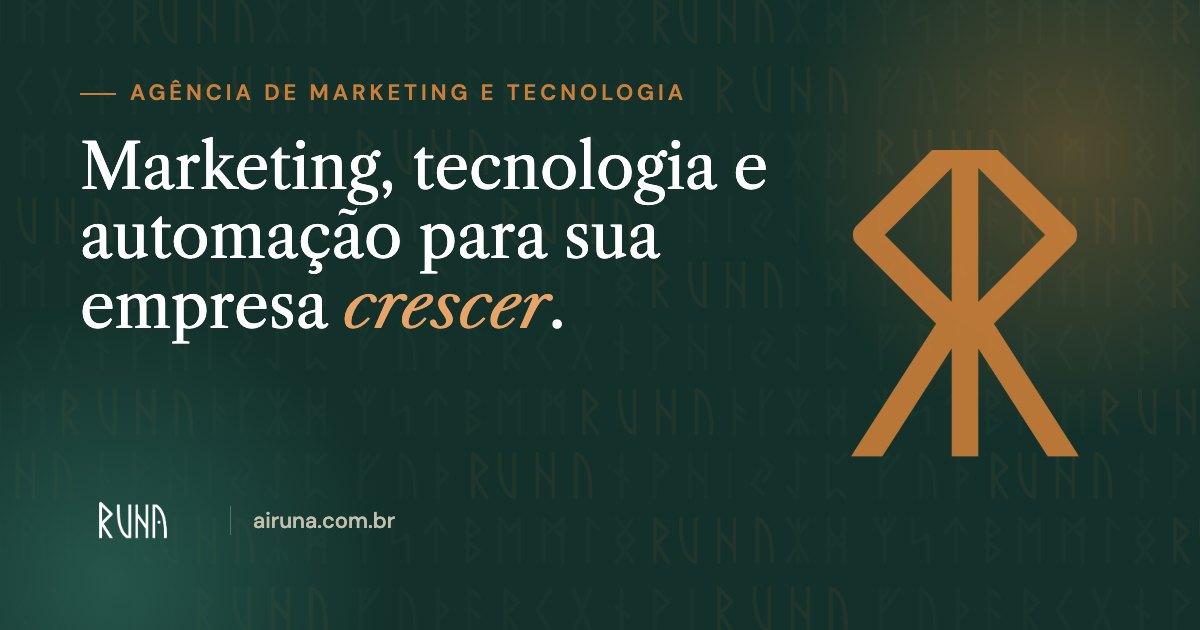 AGÊNCIA DE MARKETING E TECNOLOGIA
Marketing, tecnologia e
automação para sua
empresa crescer.
RUNA
airuna.com.br